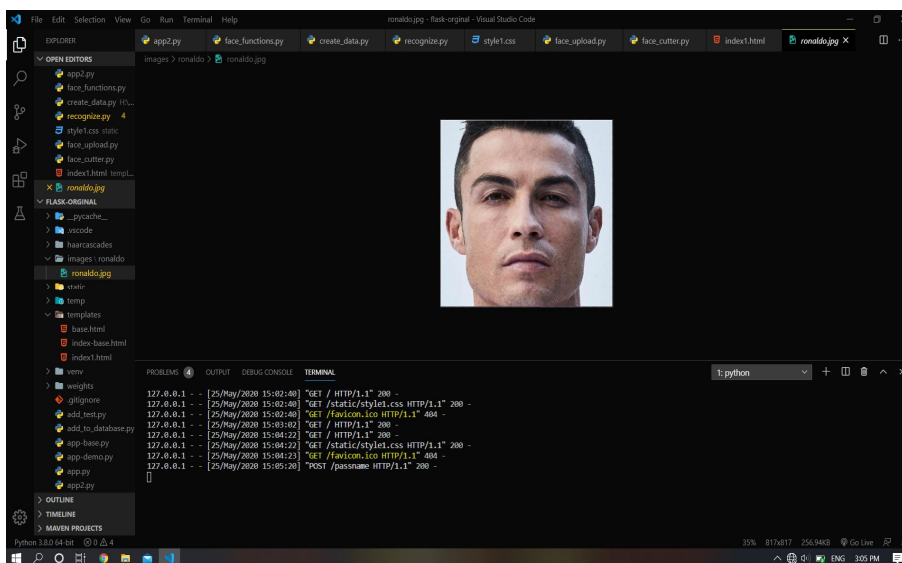 File Edit Selection View Go Run Terminal Help
ronaldo.jpg - flask-orginal - Visual Studio Code
EXPLORER
app2.py face_functions.py create_data.py recognize.py style1.css face_upload.py face_cutter.py index1.html ronaldo.jpg
OPEN EDITORS
images > ronaldo > ronaldo.jpg
app2.py
face_functions.py
create_data.py H:\...
recognize.py 4
style1.css static
face_upload.py
face_cutter.py
index1.html templ...
ronaldo.jpg
FLASK-ORGINAL
__pycache__
.vscode
haarcascades
images \ ronaldo
ronaldo.jpg
static
temp
templates
base.html
index-base.html
index1.html
venv
weights
.gitignore
add_test.py
add_to_database.py
app-base.py
app-demo.py
app.py
app2.py
OUTLINE
TIMELINE
MAVEN PROJECTS
PROBLEMS 4 OUTPUT DEBUG CONSOLE TERMINAL
1: python
127.0.0.1 - - [25/May/2020 15:02:40] "GET / HTTP/1.1" 200 -
127.0.0.1 - - [25/May/2020 15:02:40] "GET /static/style1.css HTTP/1.1" 200 -
127.0.0.1 - - [25/May/2020 15:02:40] "GET /favicon.ico HTTP/1.1" 404 -
127.0.0.1 - - [25/May/2020 15:03:02] "GET / HTTP/1.1" 200 -
127.0.0.1 - - [25/May/2020 15:04:22] "GET / HTTP/1.1" 200 -
127.0.0.1 - - [25/May/2020 15:04:22] "GET /static/style1.css HTTP/1.1" 200 -
127.0.0.1 - - [25/May/2020 15:04:23] "GET /favicon.ico HTTP/1.1" 404 -
127.0.0.1 - - [25/May/2020 15:05:20] "POST /passname HTTP/1.1" 200 -
Python 3.8.0 64-bit 0 4
35% 817x817 256.94KB Go Live
ENG 3:05 PM